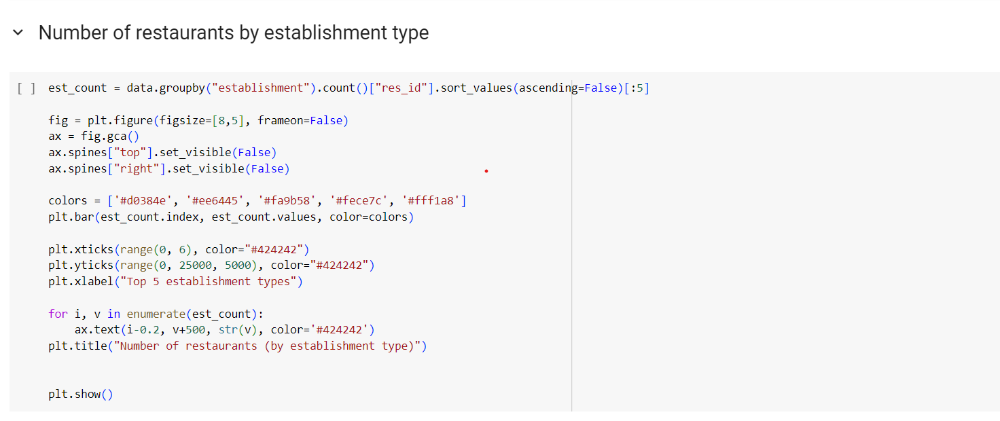 Number of restaurants by establishment type
[ ] est_count = data.groupby("establishment").count()["res_id"].sort_values(ascending=False)[:5]
fig = plt.figure(figsize=[8,5], frameon=False)
ax = fig.gca()
ax.spines["top"].set_visible(False)
ax.spines["right"].set_visible(False)
colors = ['#d0384e', '#ee6445', '#fa9b58', '#fece7c', '#fff1a8']
plt.bar(est_count.index, est_count.values, color=colors)
plt.xticks(range(0, 6), color="#424242")
plt.yticks(range(0, 25000, 5000), color="#424242")
plt.xlabel("Top 5 establishment types")
for i, v in enumerate(est_count):
    ax.text(i-0.2, v+500, str(v), color='#424242')
plt.title("Number of restaurants (by establishment type)")
plt.show()